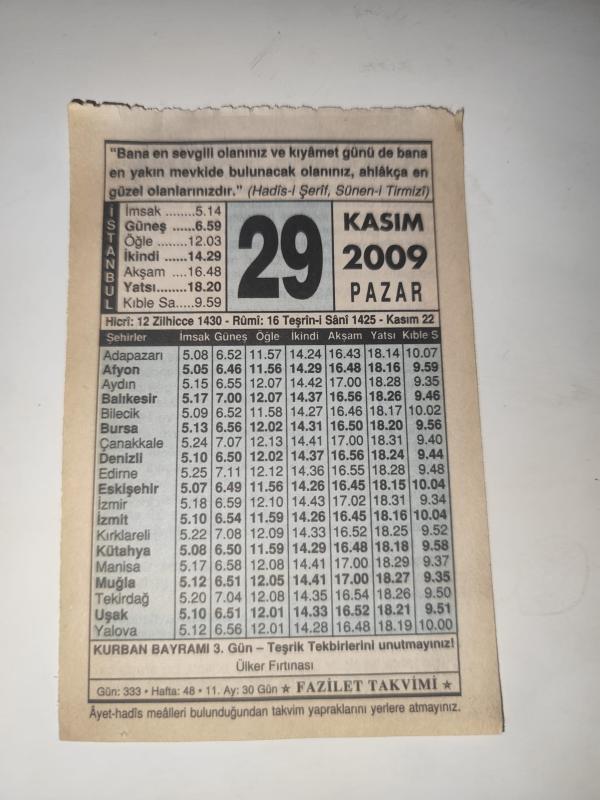 "Bana en sevgili olanınız ve kıyâmet günü de bana
en yakın mevkide bulunacak olanınız, ahlâkça en
güzel olanlarınızdır." (Hadîs-i Şerîf, Sünen-i Tirmizî)
İSTANBUL
İmsak ........5.14
Güneş ......6.59
Öğle ........12.03
İkindi ......14.29
Akşam ....16.48
Yatsı........18.20
Kıble Sa.....9.59
29
KASIM
2009
PAZAR
Hicrî: 12 Zilhicce 1430 - Rûmî: 16 Teşrîn-i Sânî 1425 - Kasım 22
Şehirler İmsak Güneş Öğle İkindi Akşam Yatsı Kıble S
Adapazarı 5.08 6.52 11.57 14.24 16.43 18.14 10.07
Afyon 5.05 6.46 11.56 14.29 16.48 18.16 9.59
Aydın 5.15 6.55 12.07 14.42 17.00 18.28 9.35
Balıkesir 5.17 7.00 12.07 14.37 16.56 18.26 9.46
Bilecik 5.09 6.52 11.58 14.27 16.46 18.17 10.02
Bursa 5.13 6.56 12.02 14.31 16.50 18.20 9.56
Çanakkale 5.24 7.07 12.13 14.41 17.00 18.31 9.40
Denizli 5.10 6.50 12.02 14.37 16.56 18.24 9.44
Edirne 5.25 7.11 12.12 14.36 16.55 18.28 9.48
Eskişehir 5.07 6.49 11.56 14.26 16.45 18.15 10.04
İzmir 5.18 6.59 12.10 14.43 17.02 18.31 9.34
İzmit 5.10 6.54 11.59 14.26 16.45 18.16 10.04
Kırklareli 5.22 7.08 12.09 14.33 16.52 18.25 9.52
Kütahya 5.08 6.50 11.59 14.29 16.48 18.18 9.58
Manisa 5.17 6.58 12.08 14.41 17.00 18.29 9.37
Muğla 5.12 6.51 12.05 14.41 17.00 18.27 9.35
Tekirdağ 5.20 7.04 12.08 14.35 16.54 18.26 9.50
Uşak 5.10 6.51 12.01 14.33 16.52 18.21 9.51
Yalova 5.12 6.56 12.01 14.28 16.48 18.19 10.00
KURBAN BAYRAMI 3. Gün – Teşrik Tekbirlerini unutmayınız!
Ülker Fırtınası
Gün: 333 • Hafta: 48 • 11. Ay: 30 Gün ★ FAZİLET TAKVİMİ ★
Âyet-hadîs meâlleri bulunduğundan takvim yapraklarını yerlere atmayınız.